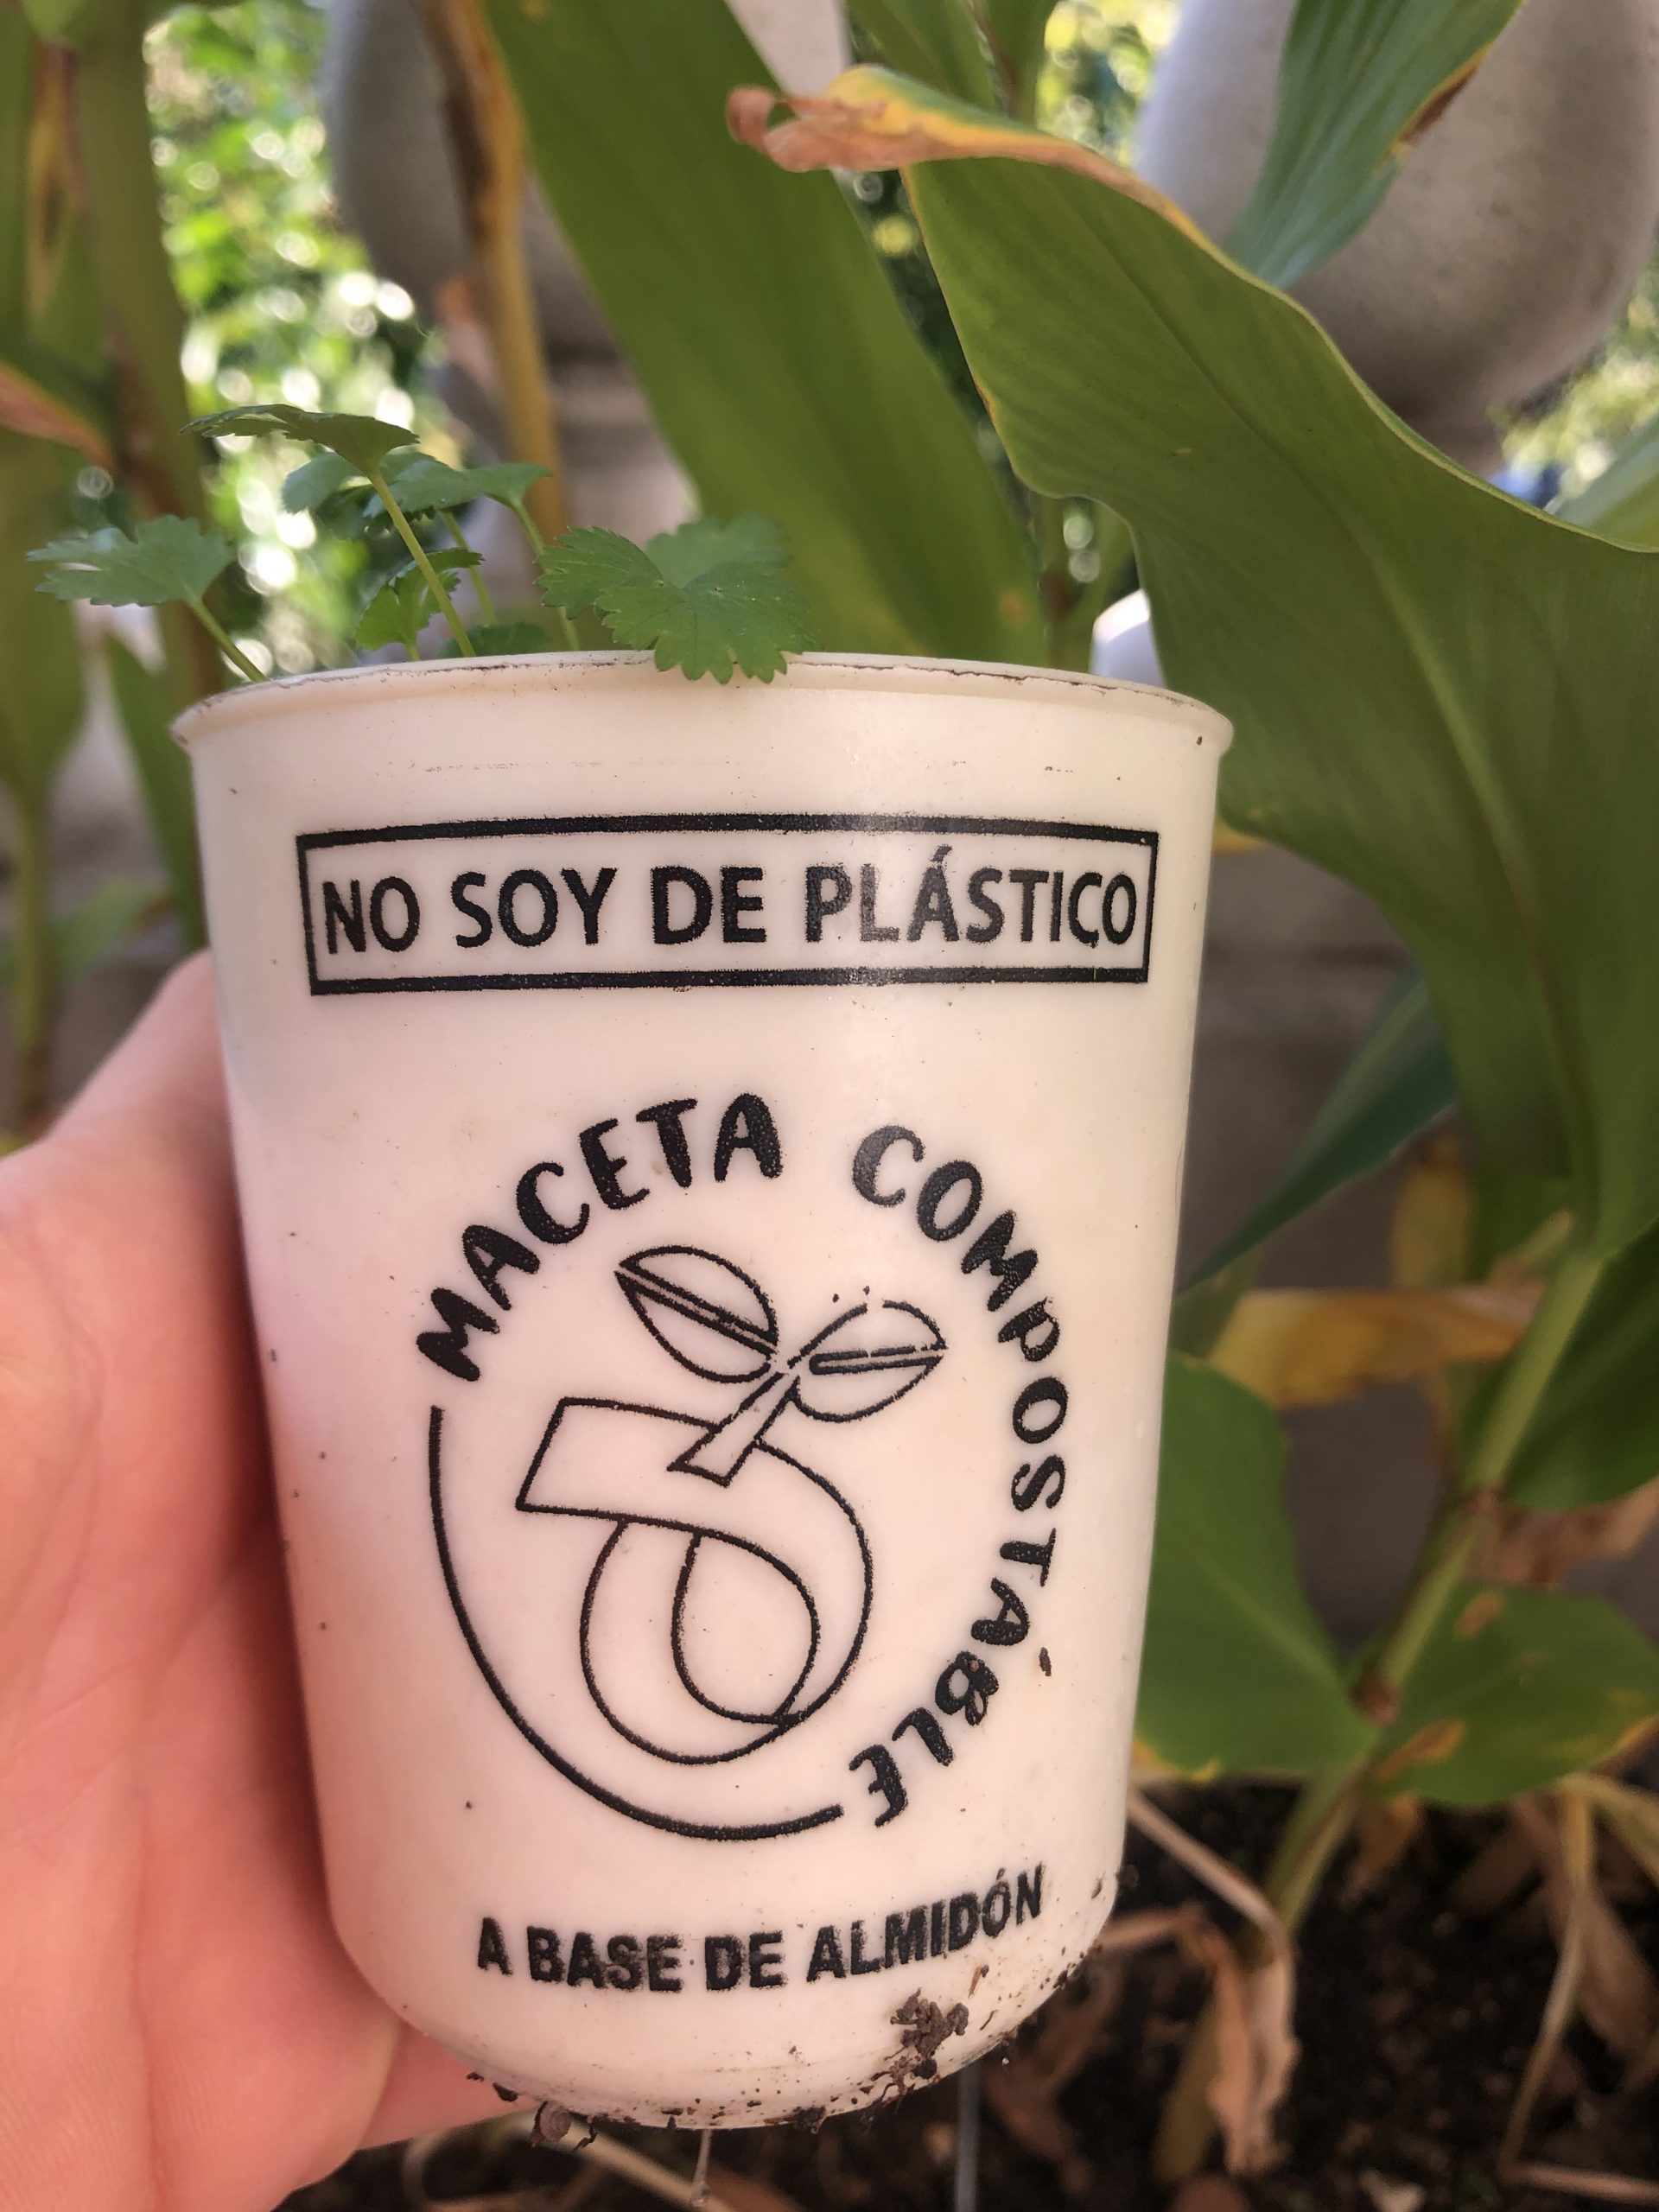 NO SOY DE PLÁSTICO
MACETA COMPOSTABLE
A BASE DE ALMIDÓN